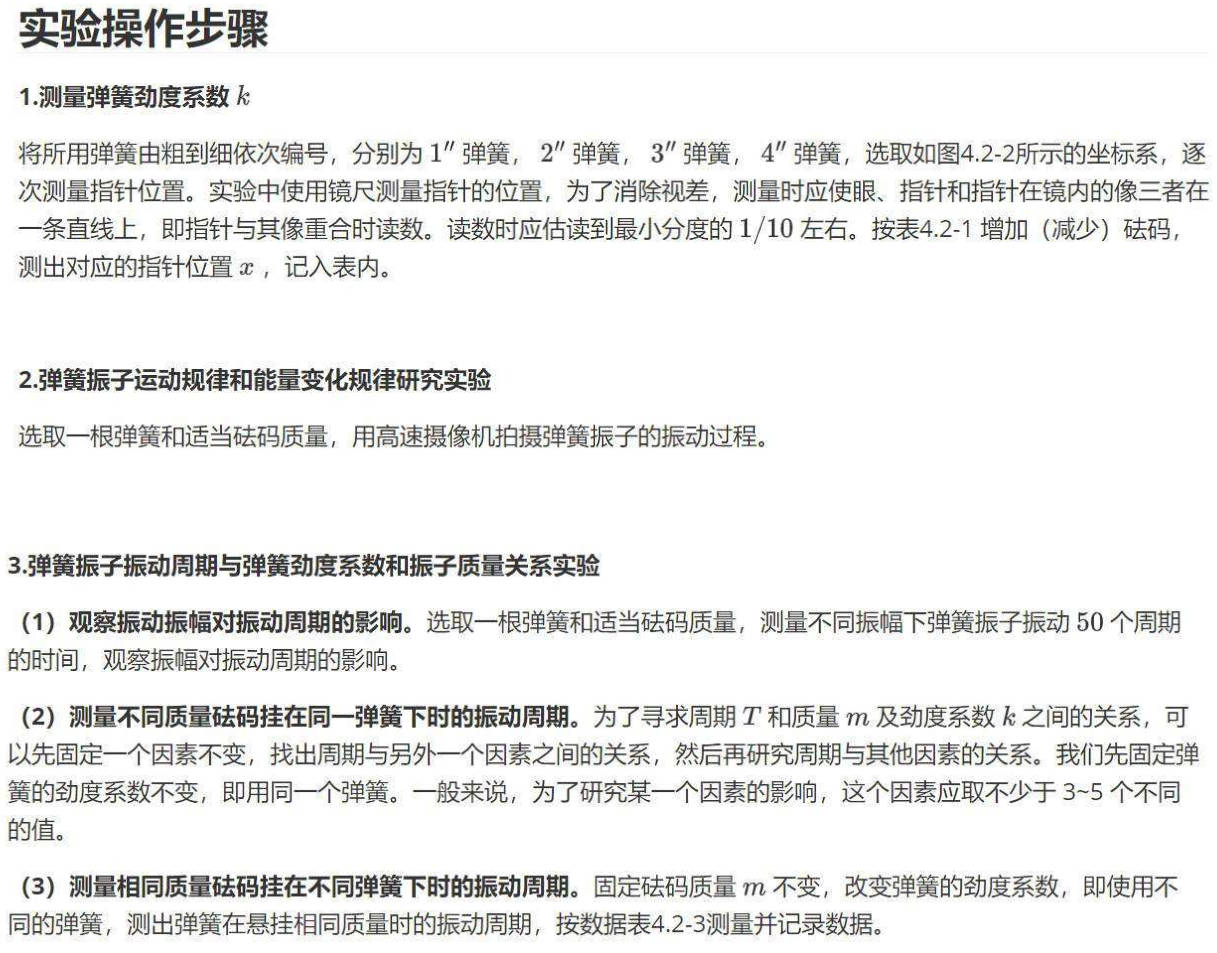 实验操作步骤
1.测量弹簧劲度系数 k
将所用弹簧由粗到细依次编号，分别为 1″ 弹簧， 2″ 弹簧， 3″ 弹簧， 4″ 弹簧，选取如图4.2-2所示的坐标系，逐
次测量指针位置。实验中使用镜尺测量指针的位置，为了消除视差，测量时应使眼、指针和指针在镜内的像三者在
一条直线上，即指针与其像重合时读数。读数时应估读到最小分度的 1/10 左右。按表4.2-1 增加（减少）砝码，
测出对应的指针位置 x ，记入表内。
2.弹簧振子运动规律和能量变化规律研究实验
选取一根弹簧和适当砝码质量，用高速摄像机拍摄弹簧振子的振动过程。
3.弹簧振子振动周期与弹簧劲度系数和振子质量关系实验
（1）观察振动振幅对振动周期的影响。选取一根弹簧和适当砝码质量，测量不同振幅下弹簧振子振动 50 个周期
的时间，观察振幅对振动周期的影响。
（2）测量不同质量砝码挂在同一弹簧下时的振动周期。为了寻求周期 T 和质量 m 及劲度系数 k 之间的关系，可
以先固定一个因素不变，找出周期与另外一个因素之间的关系，然后再研究周期与其他因素的关系。我们先固定弹
簧的劲度系数不变，即用同一个弹簧。一般来说，为了研究某一个因素的影响，这个因素应取不少于 3~5 个不同
的值。
（3）测量相同质量砝码挂在不同弹簧下时的振动周期。固定砝码质量 m 不变，改变弹簧的劲度系数，即使用不
同的弹簧，测出弹簧在悬挂相同质量时的振动周期，按数据表4.2-3测量并记录数据。